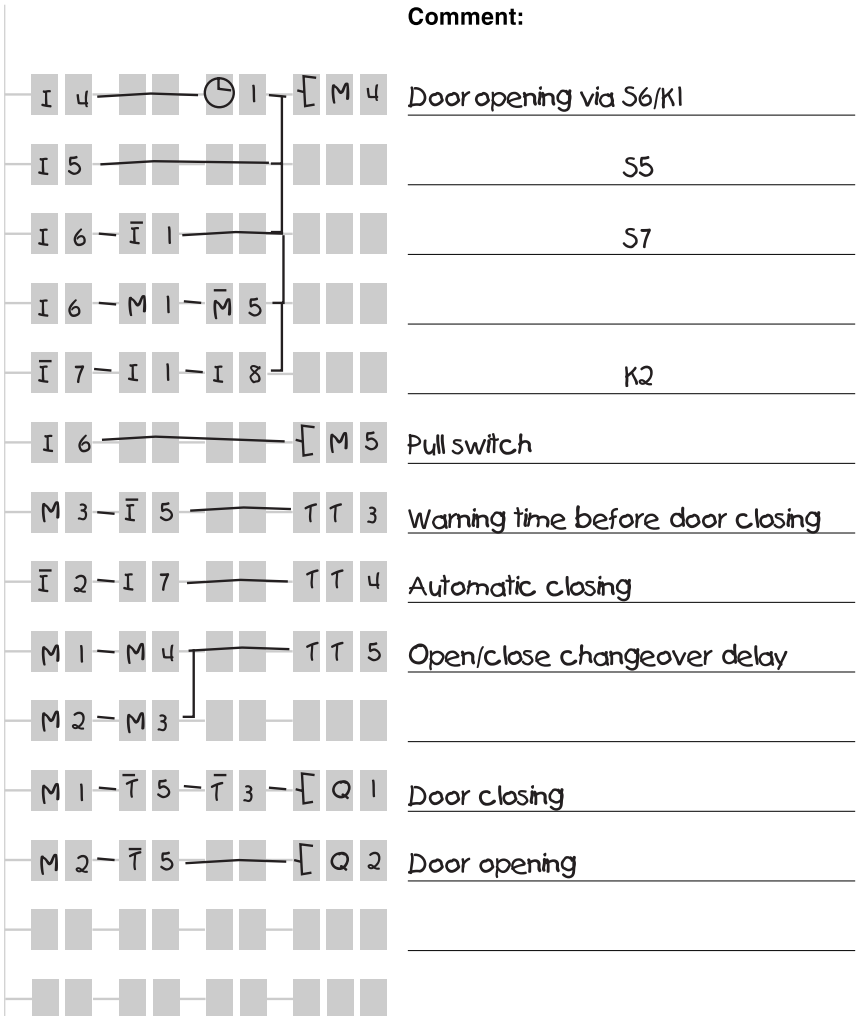 Comment:
I 4 1 [ M 4 Door opening via S6/K1
I 5 S5
I 6 Ī 1 S7
I 6 M 1 M̄ 5
Ī 7 I 1 I 8 K2
I 6 [ M 5 Pull switch
M 3 Ī 5 T T 3 Warning time before door closing
Ī 2 I 7 T T 4 Automatic closing
M 1 M 4 T T 5 Open/close changeover delay
M 2 M 3
M 1 T̄ 5 T̄ 3 [ Q 1 Door closing
M 2 T̄ 5 [ Q 2 Door opening